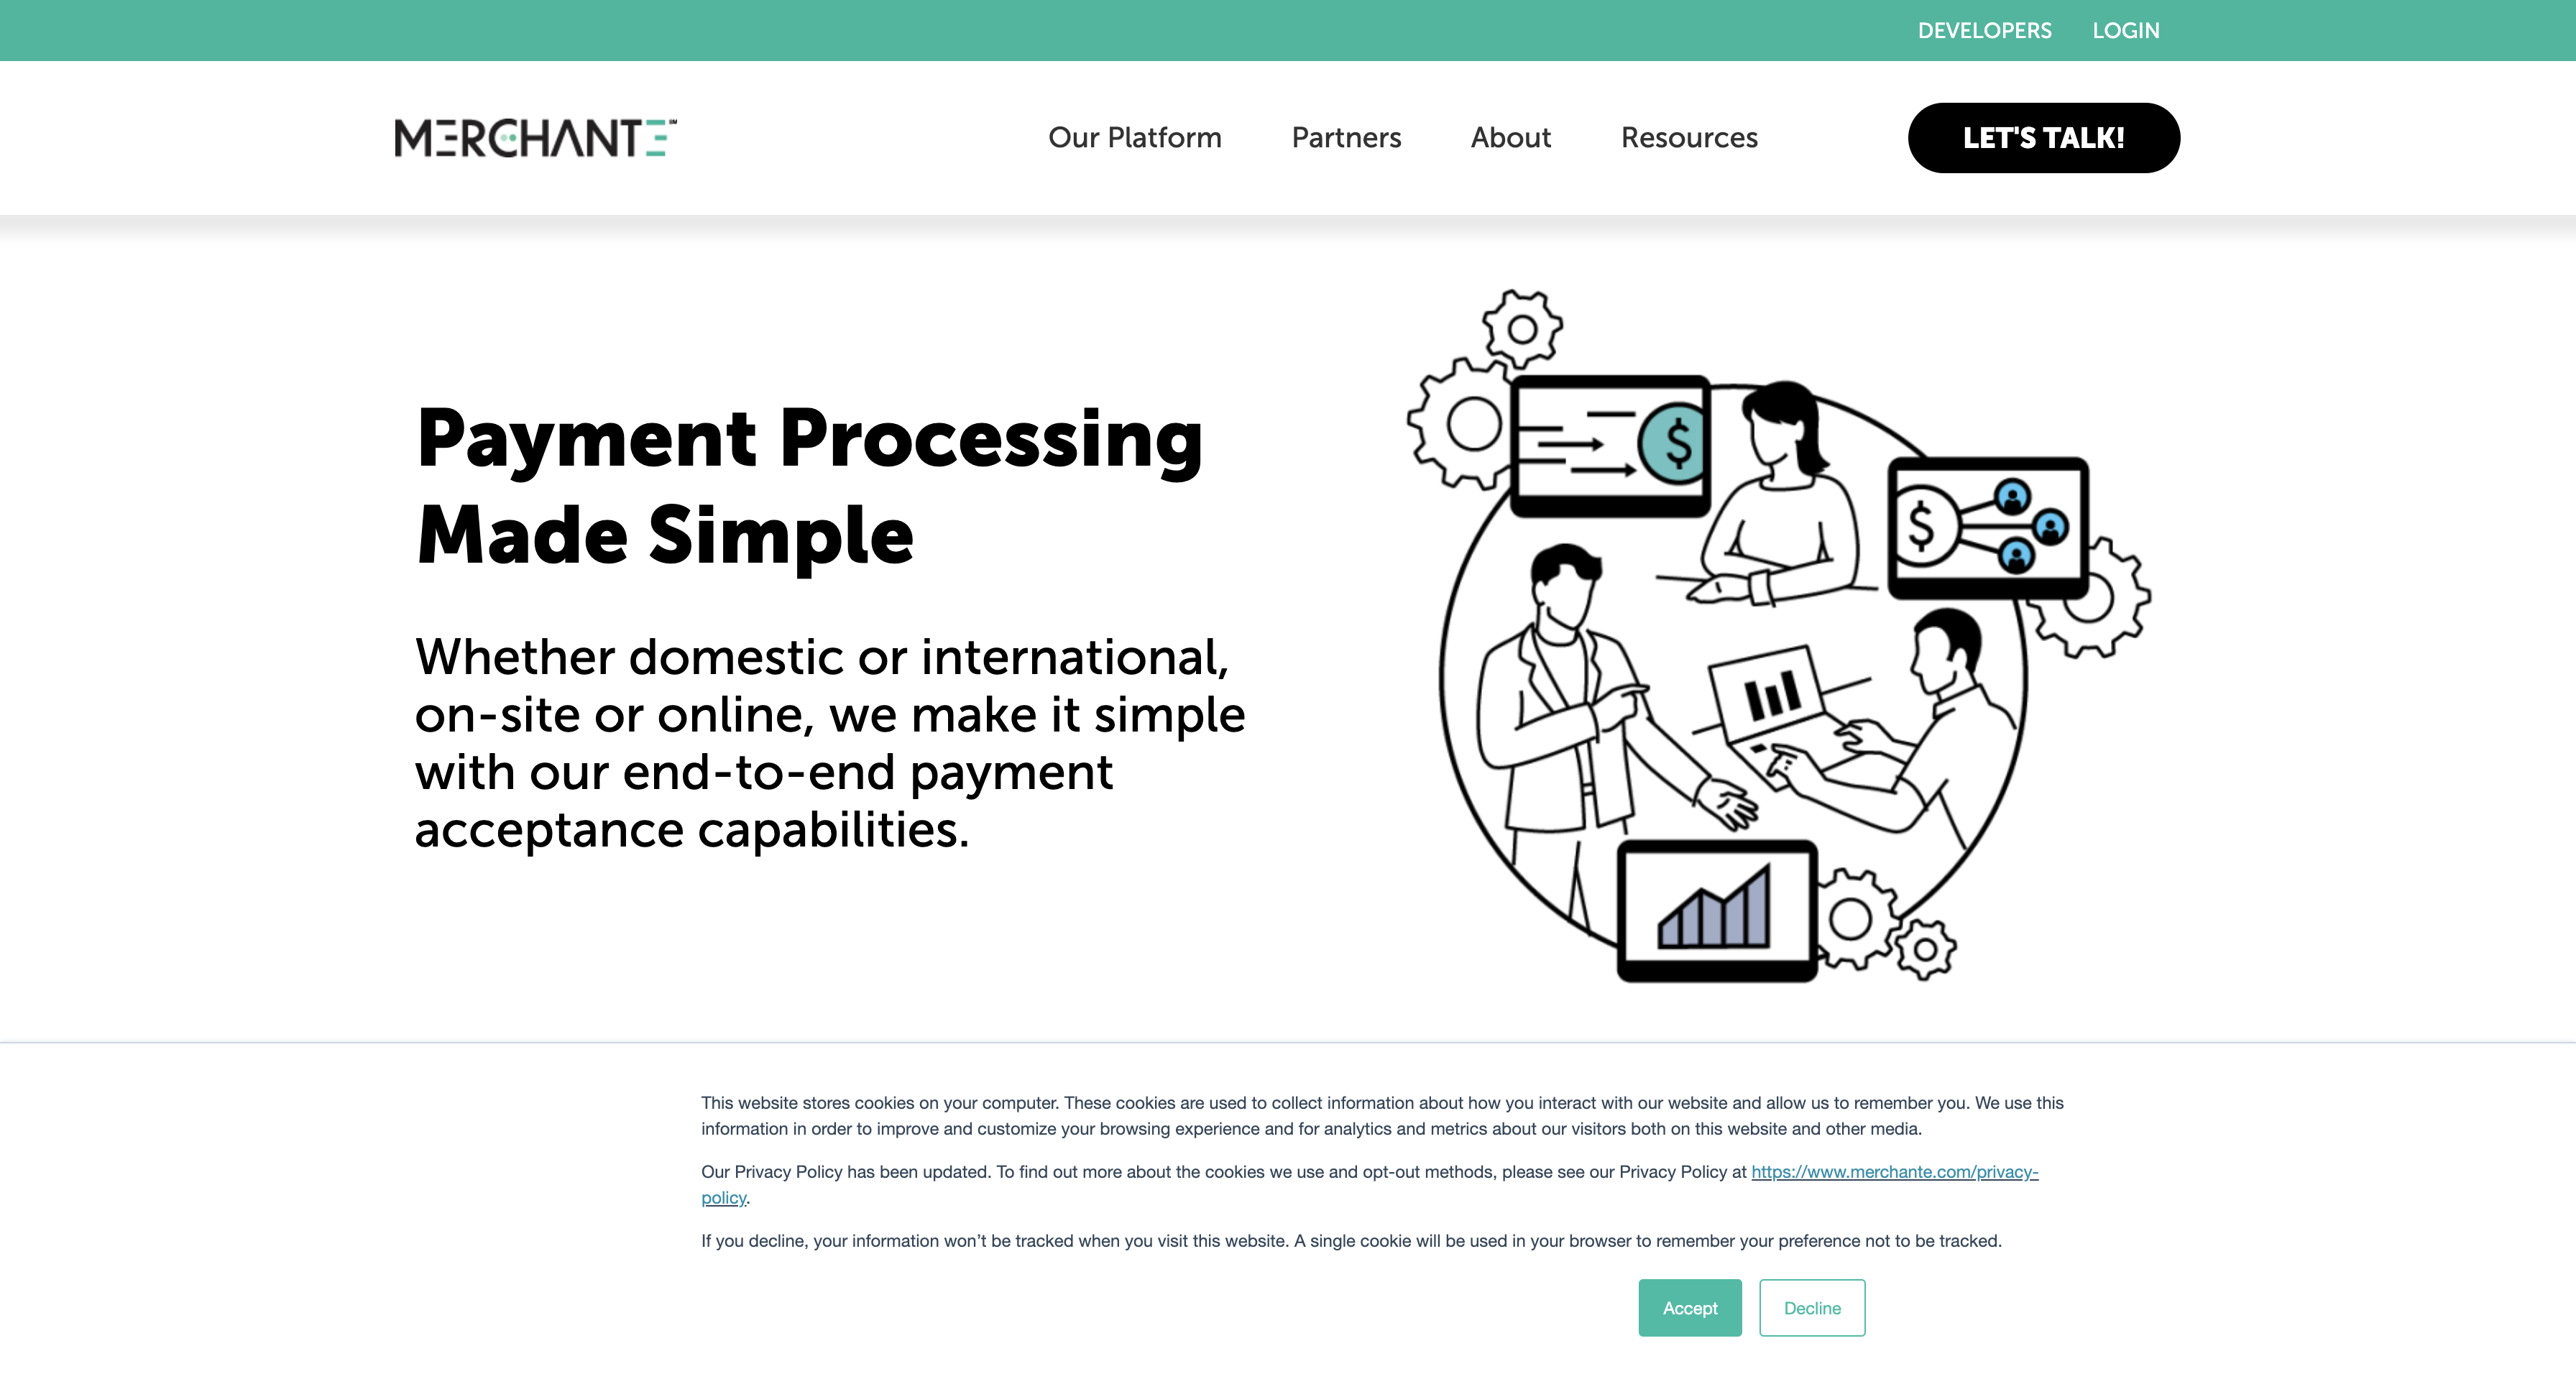 DEVELOPERS LOGIN
MERCHANTE
Our Platform Partners About Resources LET'S TALK!
Payment Processing
Made Simple
Whether domestic or international,
on-site or online, we make it simple
with our end-to-end payment
acceptance capabilities.
$
$
This website stores cookies on your computer. These cookies are used to collect information about how you interact with our website and allow us to remember you. We use this
information in order to improve and customize your browsing experience and for analytics and metrics about our visitors both on this website and other media.
Our Privacy Policy has been updated. To find out more about the cookies we use and opt-out methods, please see our Privacy Policy at https://www.merchante.com/privacy-
policy.
If you decline, your information won’t be tracked when you visit this website. A single cookie will be used in your browser to remember your preference not to be tracked.
Accept Decline